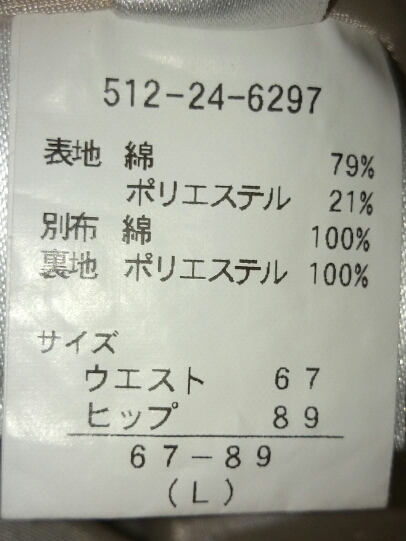 512-24-6297
表地 綿 79%
ポリエステル 21%
別布 綿 100%
裏地 ポリエステル 100%
サイズ
ウエスト 67
ヒップ 89
67-89
(L)